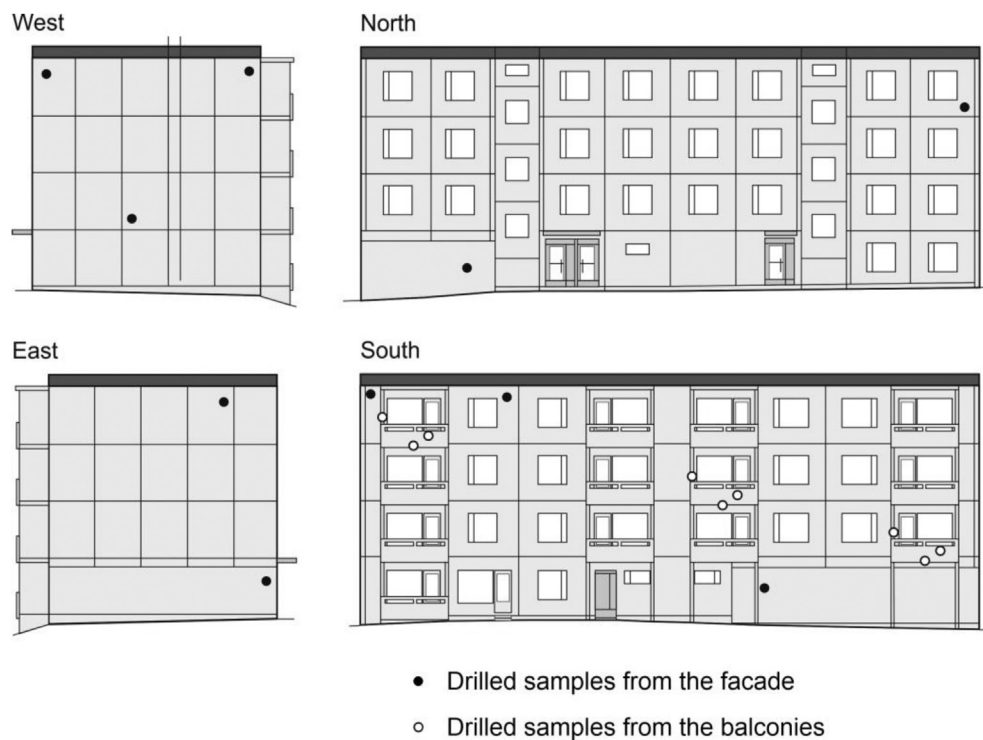 West
North
East
South
Drilled samples from the facade
Drilled samples from the balconies